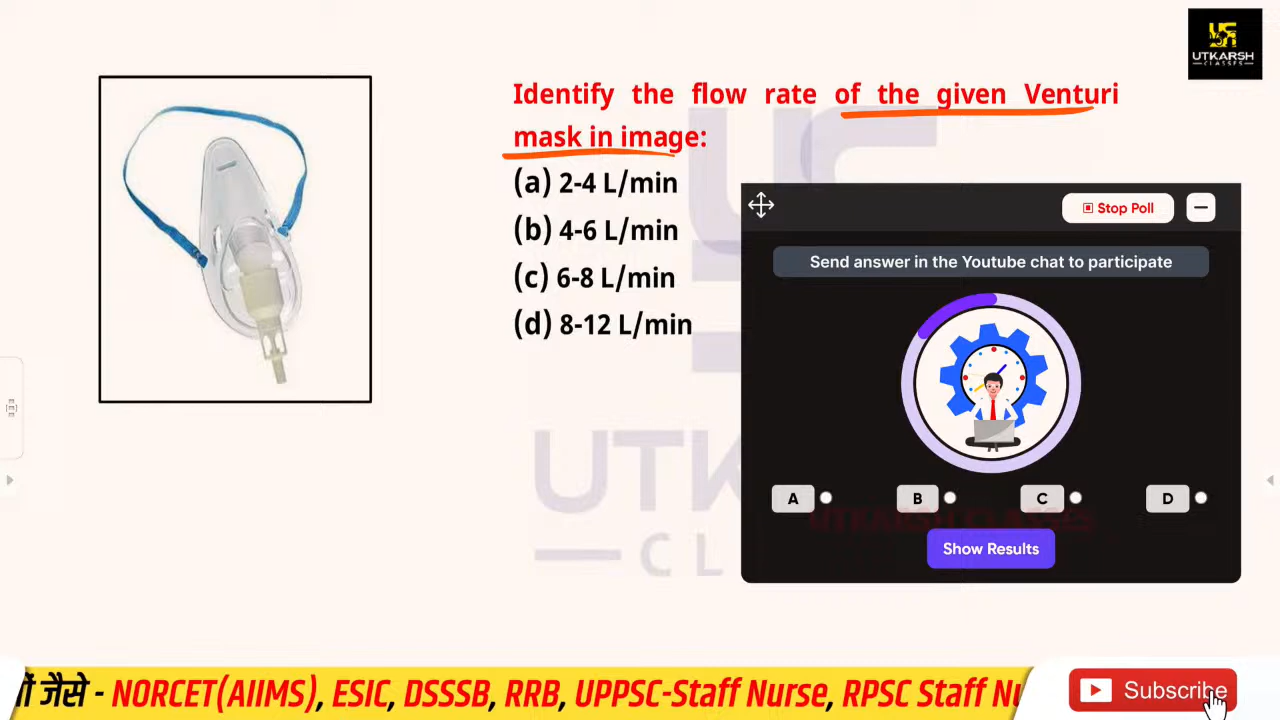 UTKARSH
CLASSES
Identify the flow rate of the given Venturi
mask in image:
(a) 2-4 L/min
(b) 4-6 L/min
(c) 6-8 L/min
(d) 8-12 L/min
Stop Poll
Send answer in the Youtube chat to participate
A B C D
UTKARSH CLASSES
Show Results
जैसे - NORCET(AIIMS), ESIC, DSSSB, RRB, UPPSC-Staff Nurse, RPSC Staff
Subscribe